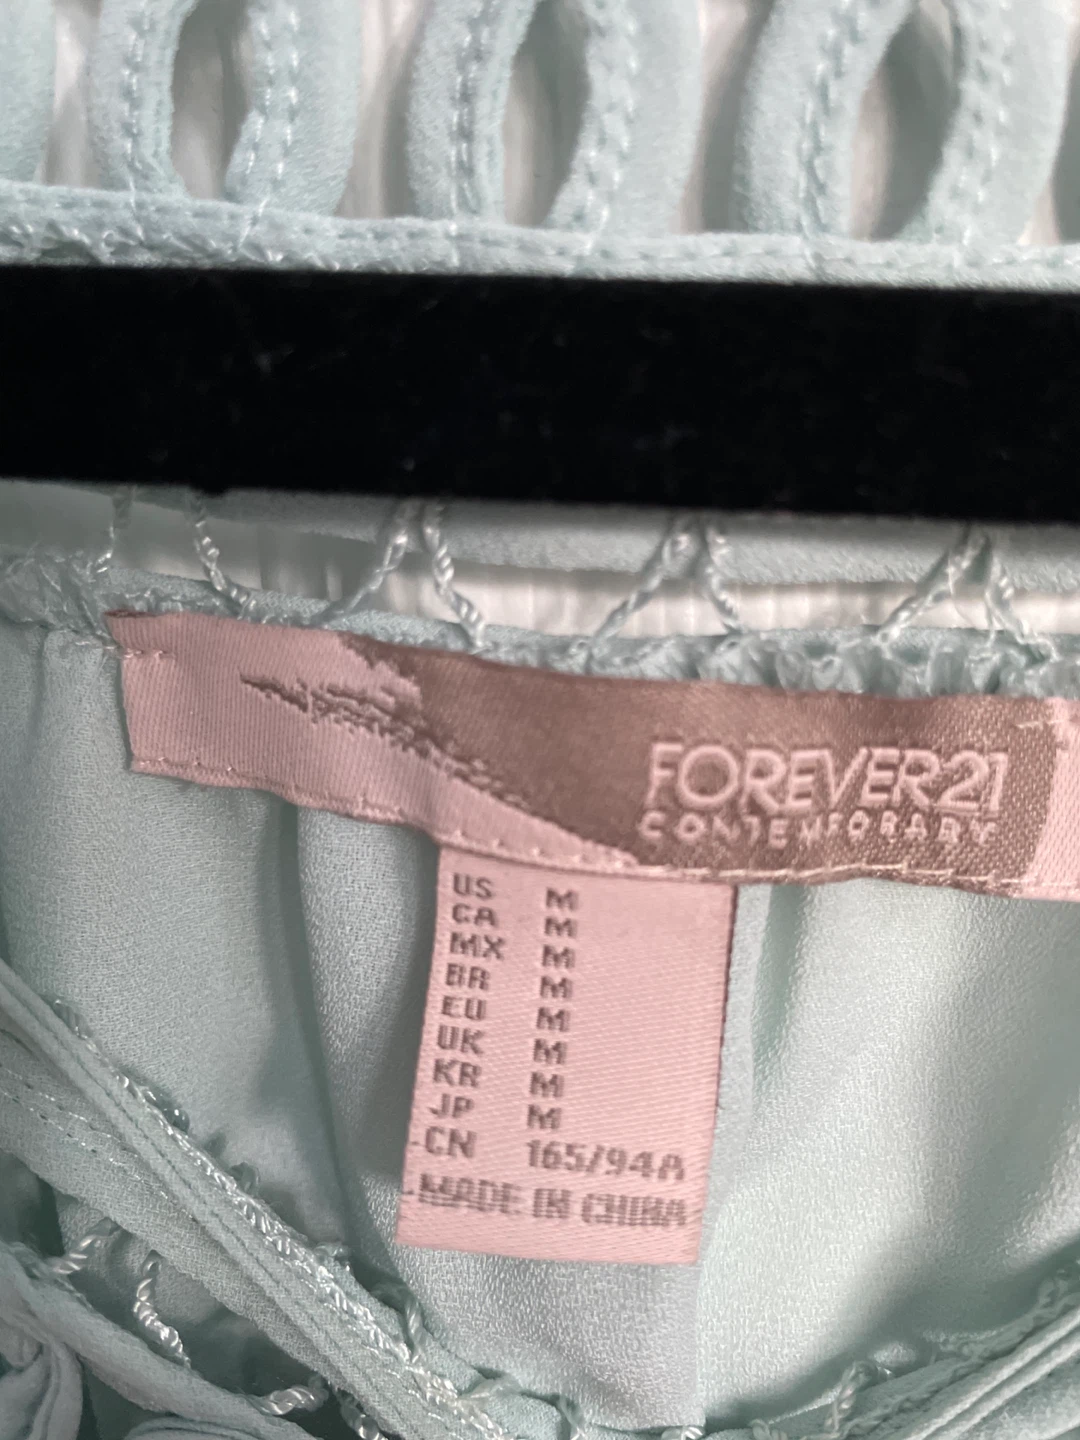 FOREVER21
CONTEMPORARY
US M
CA M
MX M
BR M
EU M
UK M
KR M
JP M
CN 165/94A
MADE IN CHINA